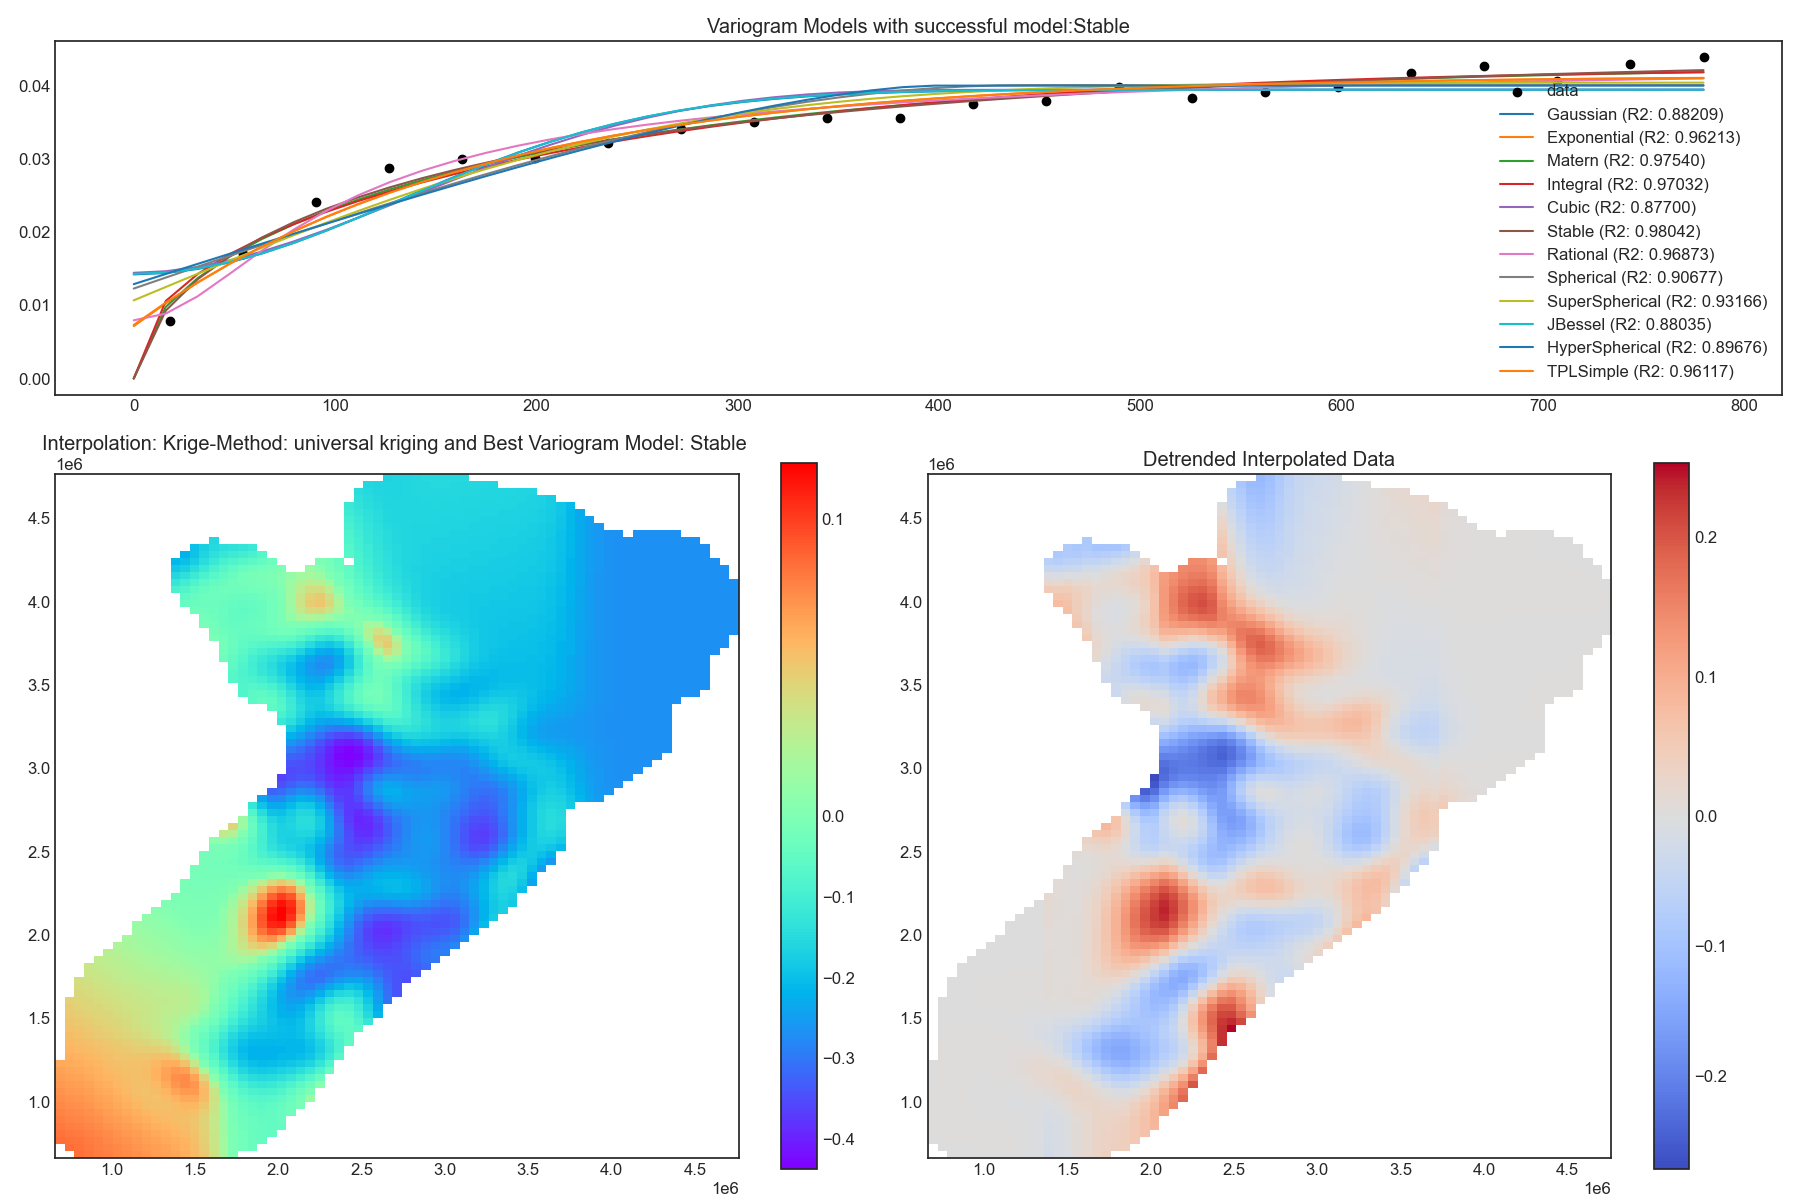 Variogram Models with successful model:Stable
0.04
0.03
0.02
0.01
0.00
data
Gaussian (R2: 0.88209)
Exponential (R2: 0.96213)
Matern (R2: 0.97540)
Integral (R2: 0.97032)
Cubic (R2: 0.87700)
Stable (R2: 0.98042)
Rational (R2: 0.96873)
Spherical (R2: 0.90677)
SuperSpherical (R2: 0.93166)
JBessel (R2: 0.88035)
HyperSpherical (R2: 0.89676)
TPLSimple (R2: 0.96117)
0 100 200 300 400 500 600 700 800
Interpolation: Krige-Method: universal kriging and Best Variogram Model: Stable
1e6
4.5
4.0
3.5
3.0
2.5
2.0
1.5
1.0
1.0 1.5 2.0 2.5 3.0 3.5 4.0 4.5
1e6
0.1
0.0
−0.1
−0.2
−0.3
−0.4
Detrended Interpolated Data
1e6
4.5
4.0
3.5
3.0
2.5
2.0
1.5
1.0
1.0 1.5 2.0 2.5 3.0 3.5 4.0 4.5
1e6
0.2
0.1
0.0
−0.1
−0.2